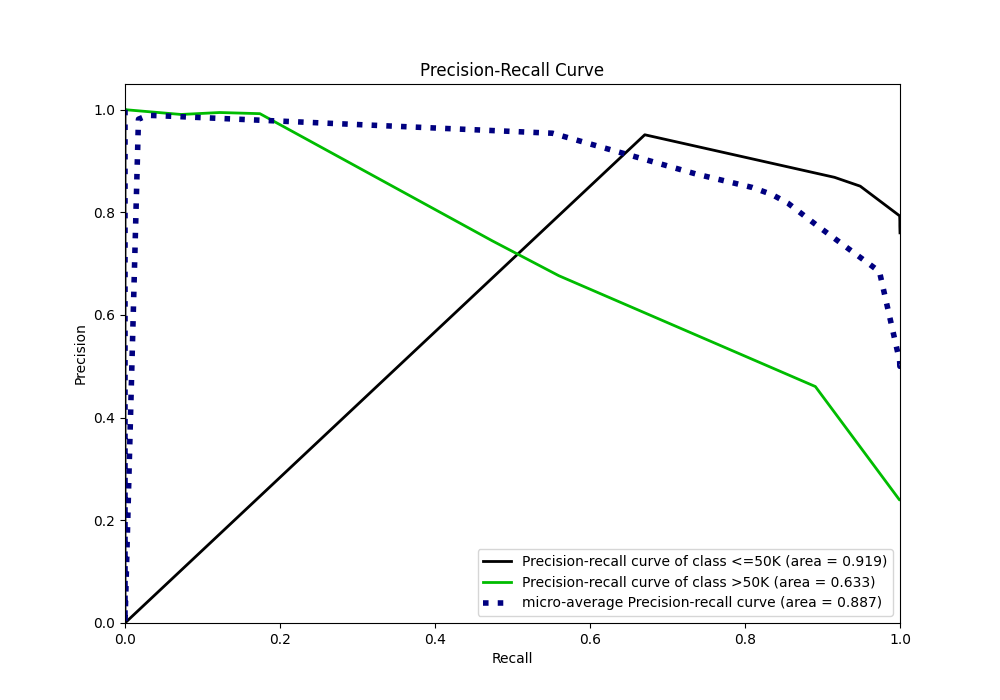 Precision-Recall Curve
1.0
0.8
0.6
0.4
0.2
0.0
Precision
0.0 0.2 0.4 0.6 0.8 1.0
Recall
Precision-recall curve of class <=50K (area = 0.919)
Precision-recall curve of class >50K (area = 0.633)
micro-average Precision-recall curve (area = 0.887)